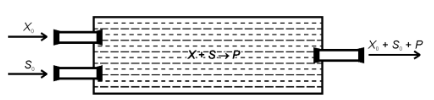 X₀
X + S → P
X₀ + S₀ + P
S₀